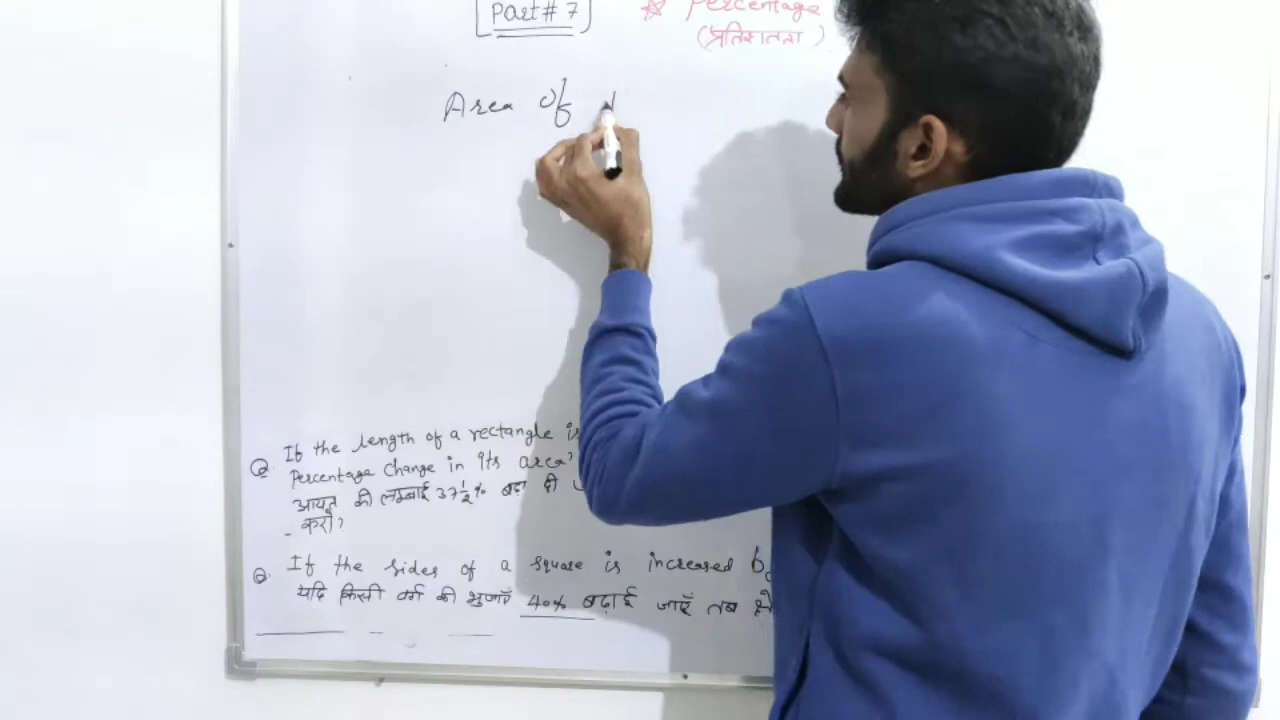 Part # 7
☆ Percentage
(प्रतिशतता)
Area of
Q. If the length of a rectangle is
Percentage Change in its area?
आयत की लम्बाई 37½% बढ़ा दी
करो?
Q. If the sides of a square is increased
यदि किसी वर्ग की भुजाएँ 40% बढ़ाई जाएँ तब